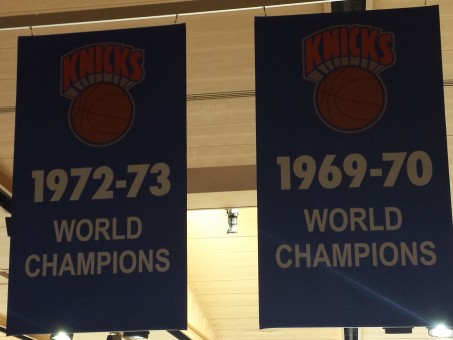 KNICKS
1972-73
WORLD
CHAMPIONS
KNICKS
1969-70
WORLD
CHAMPIONS